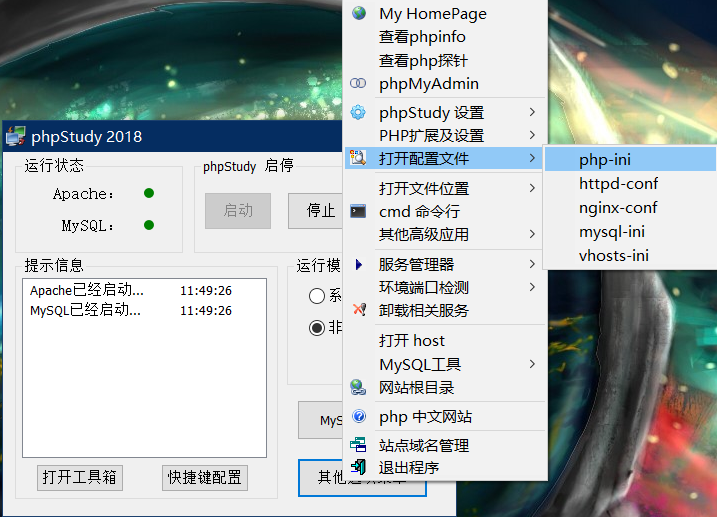 phpStudy 2018
运行状态
Apache:
MySQL:
phpStudy 启停
启动
停止
提示信息
Apache已经启动... 11:49:26
MySQL已经启动... 11:49:26
打开工具箱
快捷键配置
运行模
系
非
MyS
My HomePage
查看phpinfo
查看php探针
phpMyAdmin
phpStudy 设置
PHP扩展及设置
打开配置文件
打开文件位置
cmd 命令行
其他高级应用
服务管理器
环境端口检测
卸载相关服务
打开 host
MySQL工具
网站根目录
php 中文网站
站点域名管理
退出程序
php-ini
httpd-conf
nginx-conf
mysql-ini
vhosts-ini